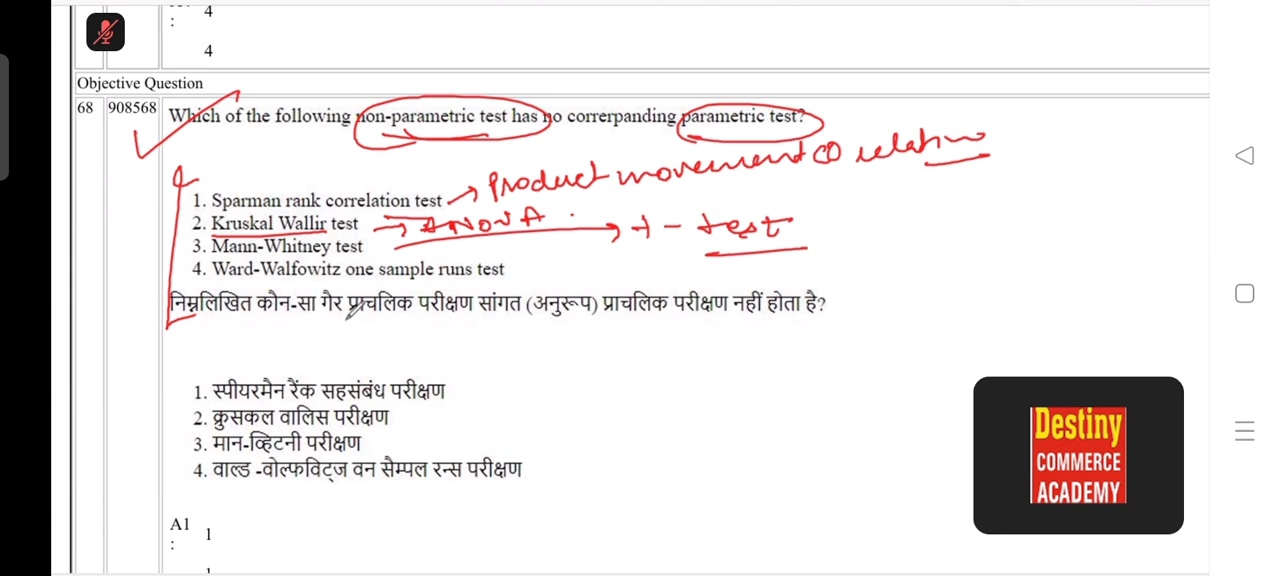 4
:
4
Objective Question
68 908568 Which of the following non-parametric test has no correrpanding parametric test?
Product movement co relation
1. Sparman rank correlation test
2. Kruskal Wallir test → ANOVA → t - test
3. Mann-Whitney test
4. Ward-Walfowitz one sample runs test
निम्नलिखित कौन-सा गैर प्राचलिक परीक्षण सांगत (अनुरूप) प्राचलिक परीक्षण नहीं होता है?
1. स्पीयरमैन रैंक सहसंबंध परीक्षण
2. क्रुसकल वालिस परीक्षण
3. मान-व्हिटनी परीक्षण
4. वाल्ड -वोल्फविट्ज वन सैम्पल रन्स परीक्षण
Destiny
COMMERCE
ACADEMY
A1
:
1